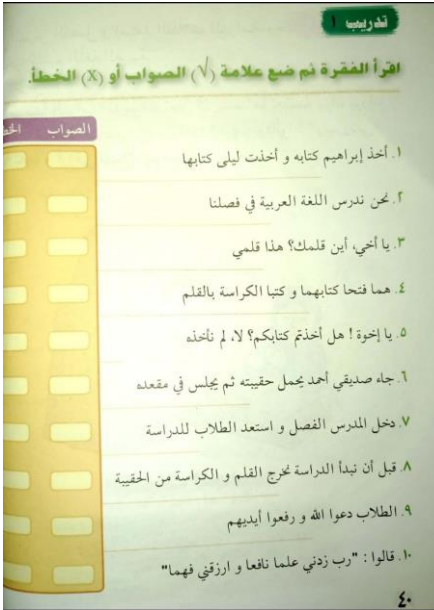 تدريب ١
اقرأ الفقرة ثم ضع علامة (√) الصواب أو (X) الخطأ.
الصواب
١. أخذ إبراهيم كتابه و أخذت ليلى كتابها
٢. نحن ندرس اللغة العربية في فصلنا
٣. يا أخي، أين قلمك؟ هذا قلمي
٤. هما فتحا كتابهما و كتبا الكراسة بالقلم
٥. يا إخوة ! هل أخذتم كتابكم؟ لا، لم نأخذه
٦. جاء صديقي أحمد يحمل حقيبته ثم يجلس في مقعده
٧. دخل المدرس الفصل و استعد الطلاب للدراسة
٨. قبل أن نبدأ الدراسة نخرج القلم و الكراسة من الحقيبة
٩. الطلاب دعوا الله و رفعوا أيديهم
١٠. قالوا : "رب زدني علما نافعا و ارزقني فهما"
٤٠